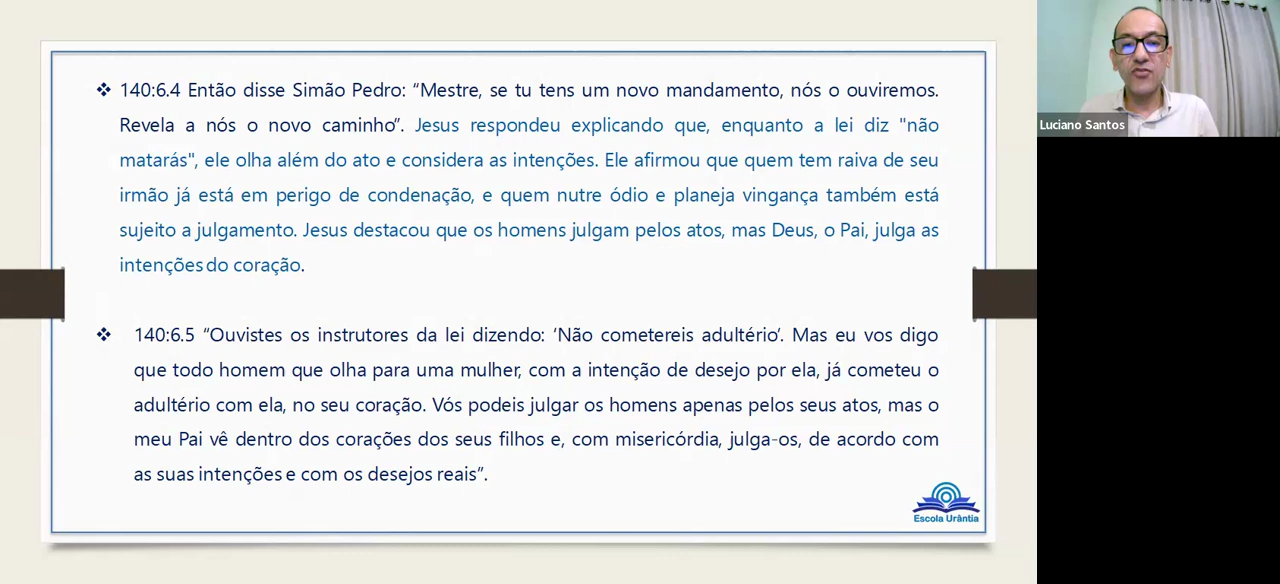 ❖ 140:6.4 Então disse Simão Pedro: “Mestre, se tu tens um novo mandamento, nós o ouviremos.
Revela a nós o novo caminho”. Jesus respondeu explicando que, enquanto a lei diz "não
matarás", ele olha além do ato e considera as intenções. Ele afirmou que quem tem raiva de seu
irmão já está em perigo de condenação, e quem nutre ódio e planeja vingança também está
sujeito a julgamento. Jesus destacou que os homens julgam pelos atos, mas Deus, o Pai, julga as
intenções do coração.
❖ 140:6.5 “Ouvistes os instrutores da lei dizendo: ‘Não cometereis adultério’. Mas eu vos digo
que todo homem que olha para uma mulher, com a intenção de desejo por ela, já cometeu o
adultério com ela, no seu coração. Vós podeis julgar os homens apenas pelos seus atos, mas o
meu Pai vê dentro dos corações dos seus filhos e, com misericórdia, julga-os, de acordo com
as suas intenções e com os desejos reais”.
Escola Urântia
Luciano Santos